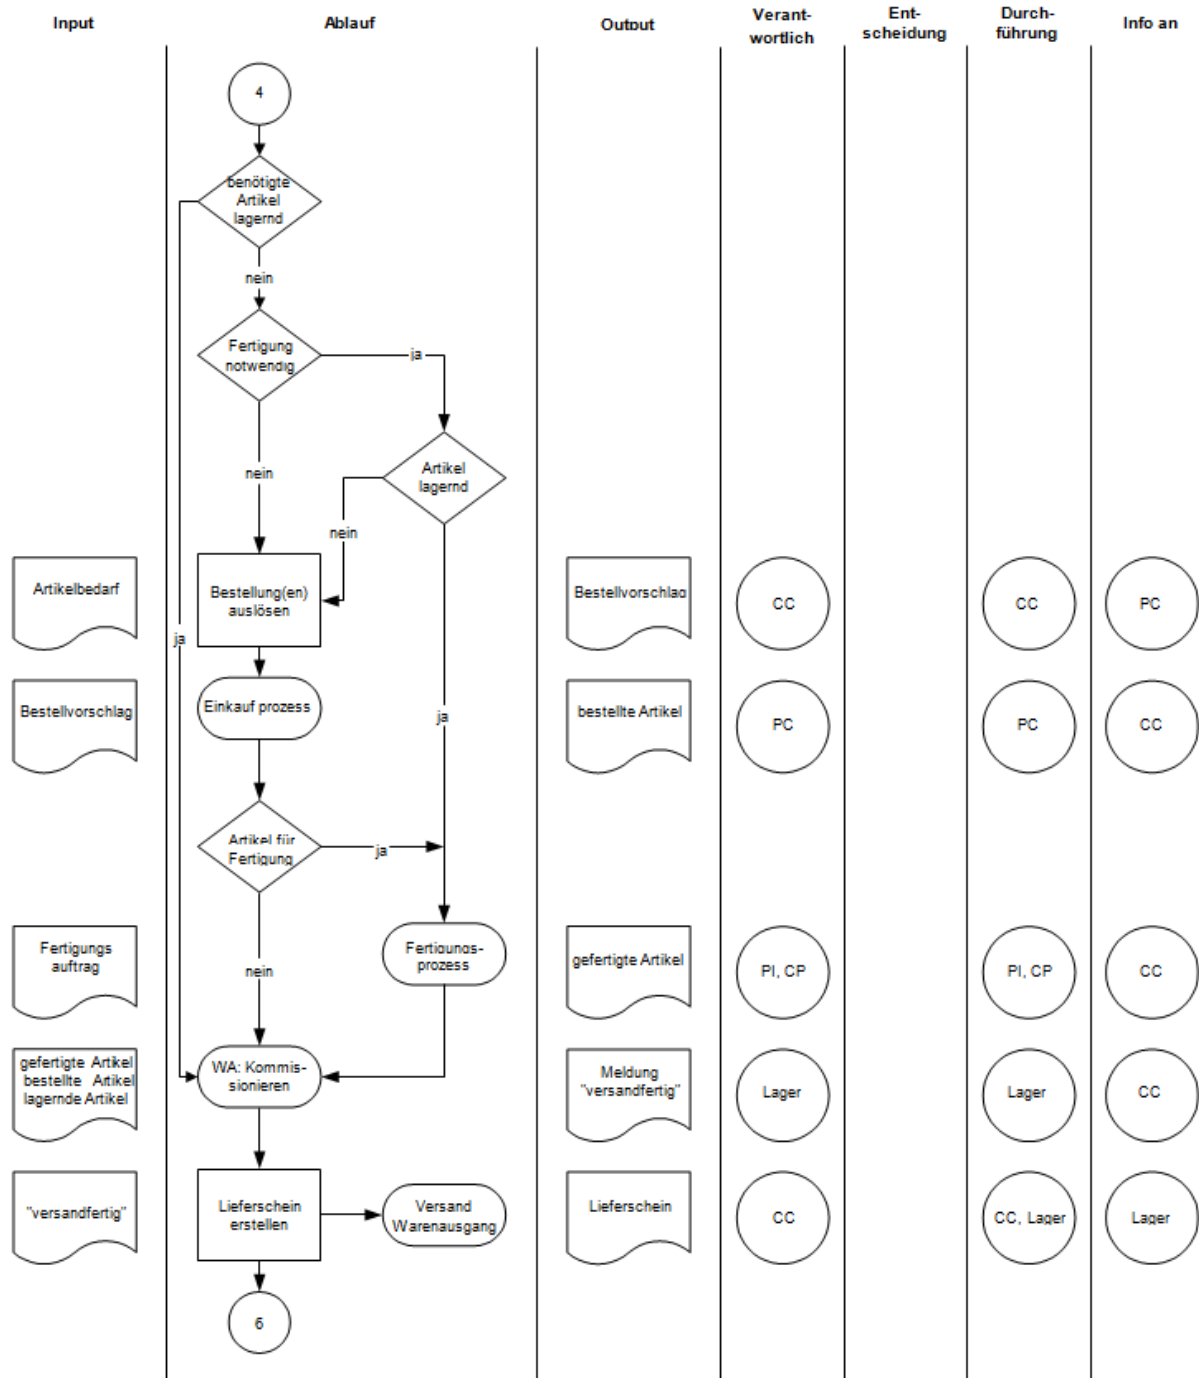 Input
Ablauf
Output
Verant-
wortlich
Ent-
scheidung
Durch-
führung
Info an
4
benötigte
Artikel
lagernd
nein
Fertigung
notwendig
ja
nein
Artikel
lagernd
nein
Artikelbedarf
Bestellung(en)
auslösen
Bestellvorschlag
CC
CC
PC
ja
Bestellvorschlag
Einkauf prozess
ja
bestellte Artikel
PC
PC
CC
Artikel für
Fertigung
ja
Fertigungs
auftrag
nein
Fertigungs-
prozess
gefertigte Artikel
PI, CP
PI, CP
CC
gefertigte Artikel
bestellte Artikel
lagernde Artikel
WA: Kommis-
sionieren
Meldung
"versandfertig"
Lager
Lager
CC
"versandfertig"
Lieferschein
erstellen
Versand
Warenausgang
Lieferschein
CC
CC, Lager
Lager
6